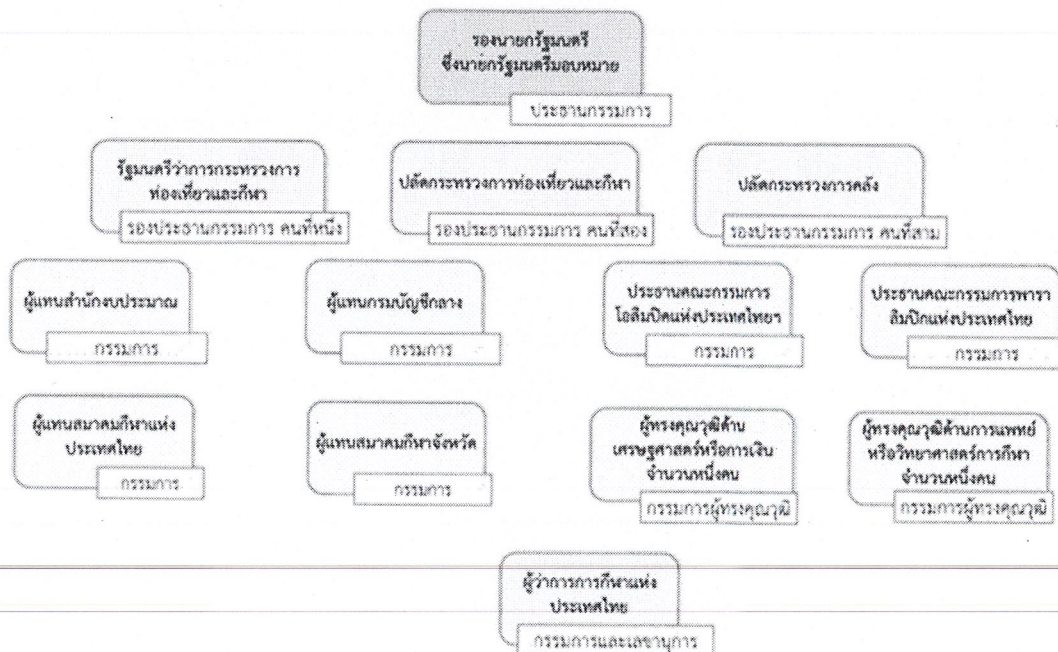 รองนายกรัฐมนตรี
ซึ่งนายกรัฐมนตรีมอบหมาย
ประธานกรรมการ
รัฐมนตรีว่าการกระทรวงการ
ท่องเที่ยวและกีฬา
รองประธานกรรมการ คนที่หนึ่ง
ปลัดกระทรวงการท่องเที่ยวและกีฬา
รองประธานกรรมการ คนที่สอง
ปลัดกระทรวงการคลัง
รองประธานกรรมการ คนที่สาม
ผู้แทนสำนักงบประมาณ
กรรมการ
ผู้แทนกรมบัญชีกลาง
กรรมการ
ประธานคณะกรรมการ
โอลิมปิคแห่งประเทศไทยฯ
กรรมการ
ประธานคณะกรรมการพารา
ลิมปิกแห่งประเทศไทย
กรรมการ
ผู้แทนสมาคมกีฬาแห่ง
ประเทศไทย
กรรมการ
ผู้แทนสมาคมกีฬาจังหวัด
กรรมการ
ผู้ทรงคุณวุฒิด้าน
เศรษฐศาสตร์หรือการเงิน
จำนวนหนึ่งคน
กรรมการผู้ทรงคุณวุฒิ
ผู้ทรงคุณวุฒิด้านการแพทย์
หรือวิทยาศาสตร์การกีฬา
จำนวนหนึ่งคน
กรรมการผู้ทรงคุณวุฒิ
ผู้ว่าการการกีฬาแห่ง
ประเทศไทย
กรรมการและเลขานุการ